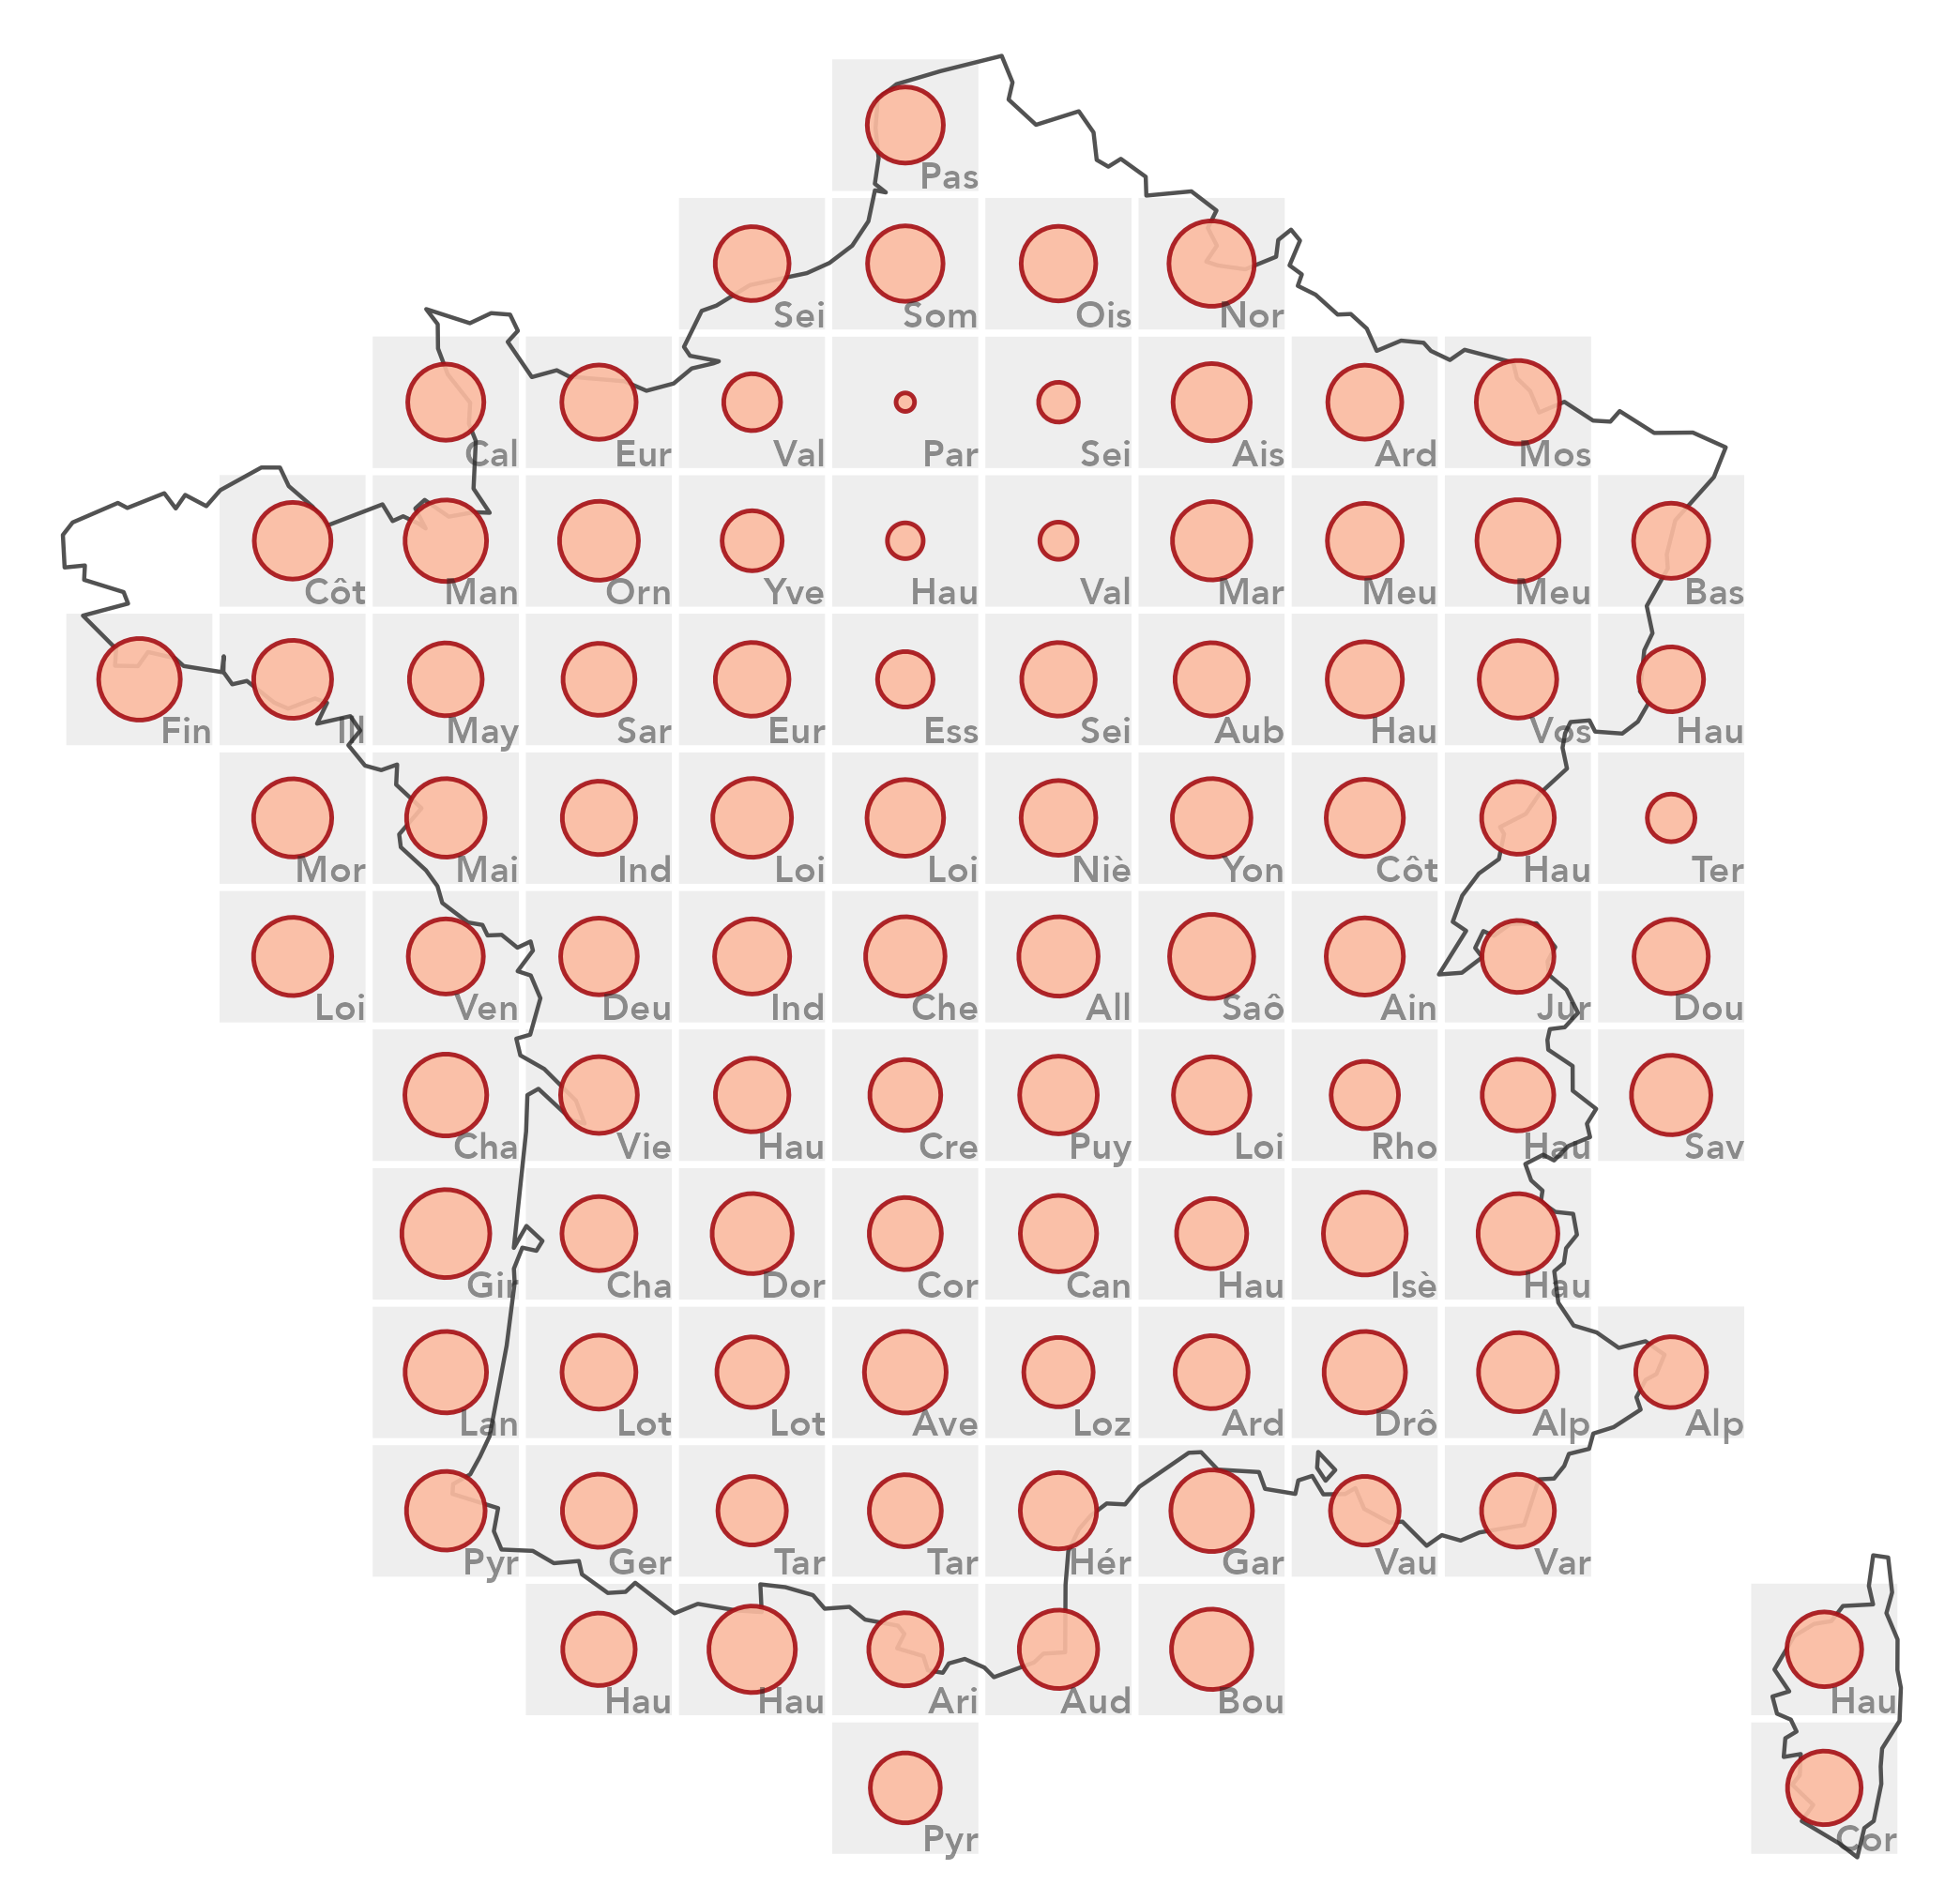 Pas
Sei Som Ois Nor
Cal Eur Val Par Sei Ais Ard Mos
Côt Man Orn Yve Hau Val Mar Meu Meu Bas
Fin Ill May Sar Eur Ess Sei Aub Hau Vos Hau
Mor Mai Ind Loi Loi Niè Yon Côt Hau Ter
Loi Ven Deu Ind Che All Saô Ain Jur Dou
Cha Vie Hau Cre Puy Loi Rho Hau Sav
Gir Cha Dor Cor Can Hau Isè Hau
Lan Lot Lot Ave Loz Ard Drô Alp Alp
Pyr Ger Tar Tar Hér Gar Vau Var
Hau Hau Ari Aud Bou Hau
Pyr Cor